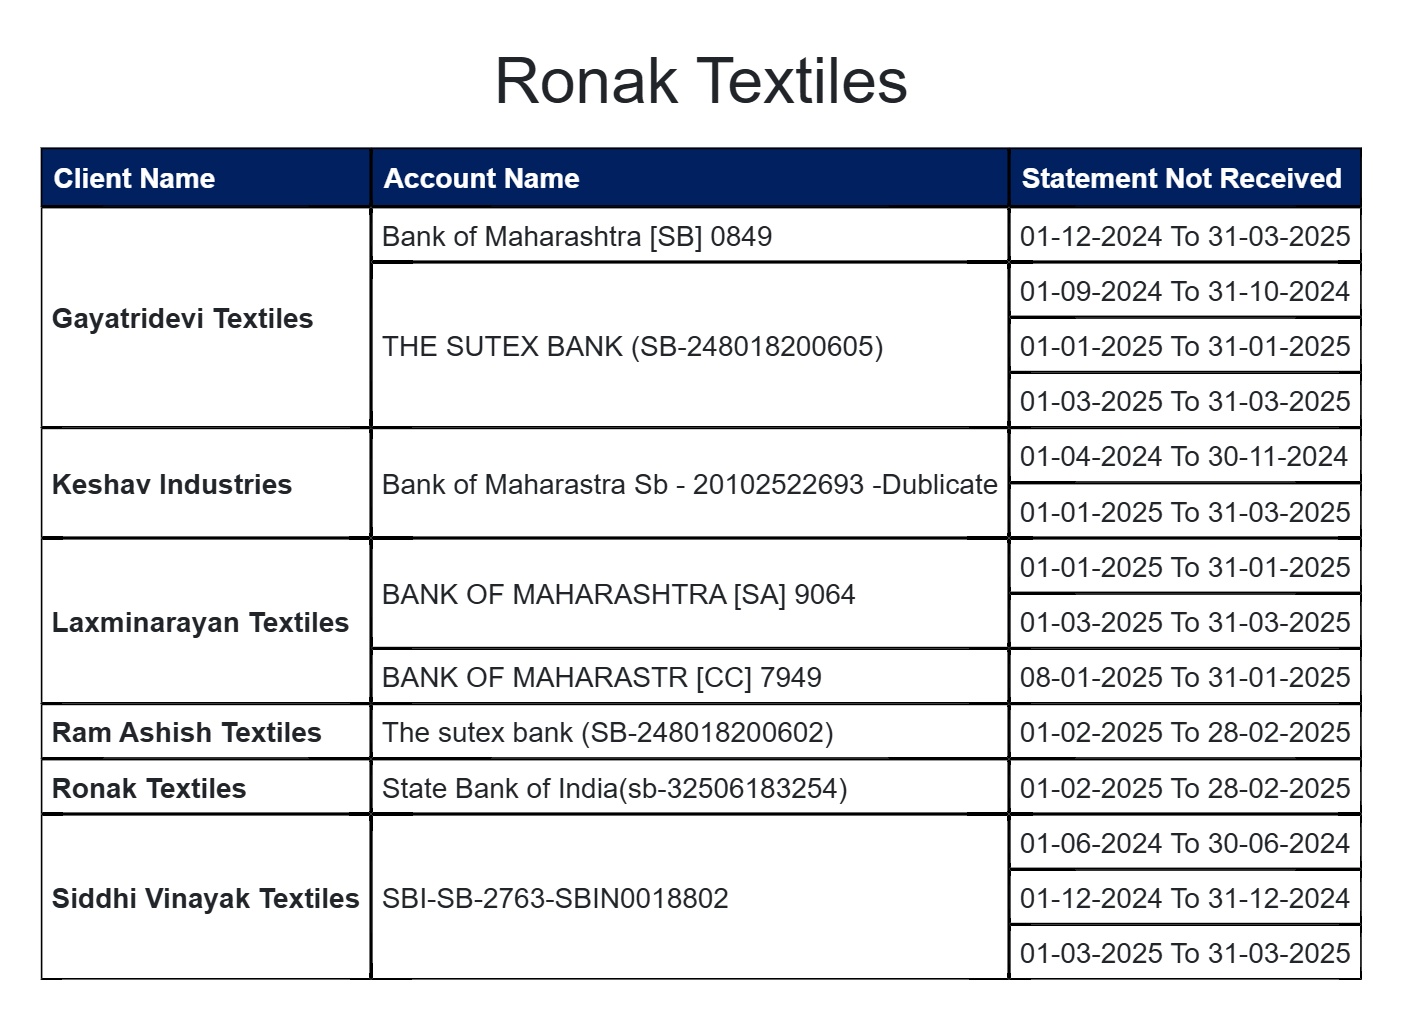 Ronak Textiles
Client Name Account Name Statement Not Received
Gayatridevi Textiles Bank of Maharashtra [SB] 0849 01-12-2024 To 31-03-2025
THE SUTEX BANK (SB-248018200605) 01-09-2024 To 31-10-2024
01-01-2025 To 31-01-2025
01-03-2025 To 31-03-2025
Keshav Industries Bank of Maharastra Sb - 20102522693 -Dublicate 01-04-2024 To 30-11-2024
01-01-2025 To 31-03-2025
Laxminarayan Textiles BANK OF MAHARASHTRA [SA] 9064 01-01-2025 To 31-01-2025
01-03-2025 To 31-03-2025
BANK OF MAHARASTR [CC] 7949 08-01-2025 To 31-01-2025
Ram Ashish Textiles The sutex bank (SB-248018200602) 01-02-2025 To 28-02-2025
Ronak Textiles State Bank of India(sb-32506183254) 01-02-2025 To 28-02-2025
Siddhi Vinayak Textiles SBI-SB-2763-SBIN0018802 01-06-2024 To 30-06-2024
01-12-2024 To 31-12-2024
01-03-2025 To 31-03-2025